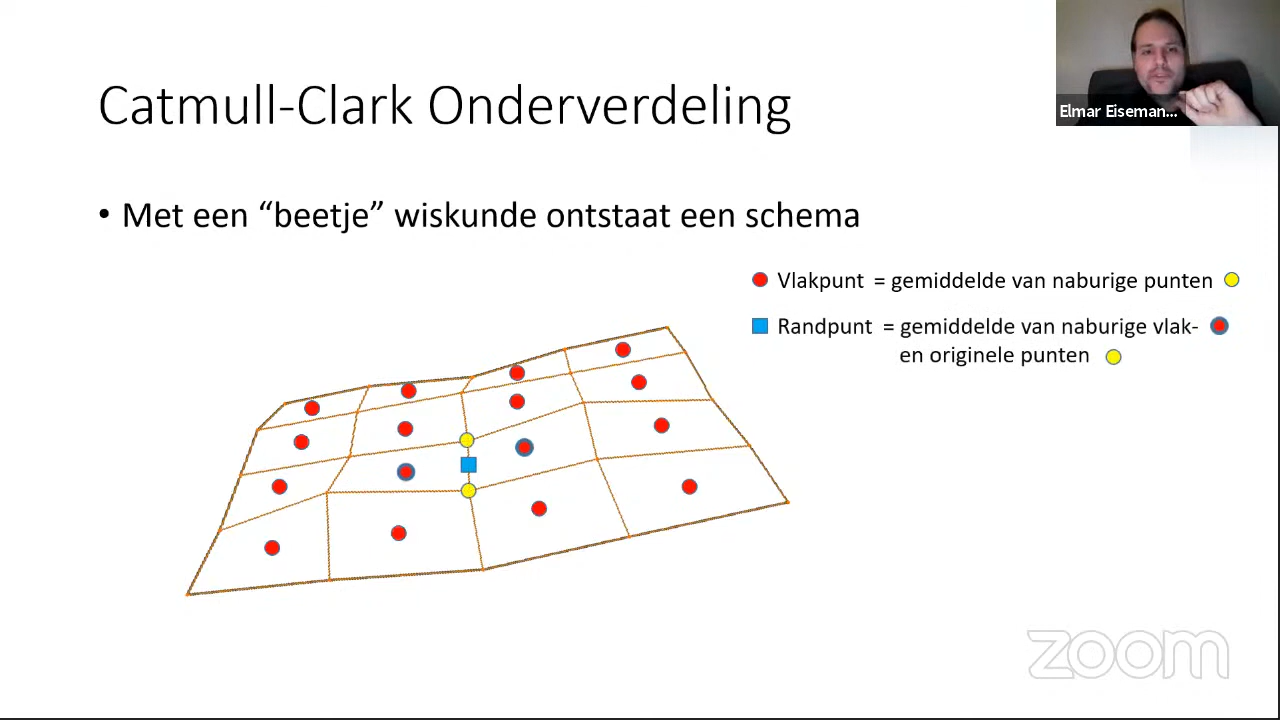 Elmar Eiseman...
Catmull-Clark Onderverdeling
• Met een “beetje” wiskunde ontstaat een schema
Vlakpunt = gemiddelde van naburige punten
Randpunt = gemiddelde van naburige vlak-
en originele punten
zoom